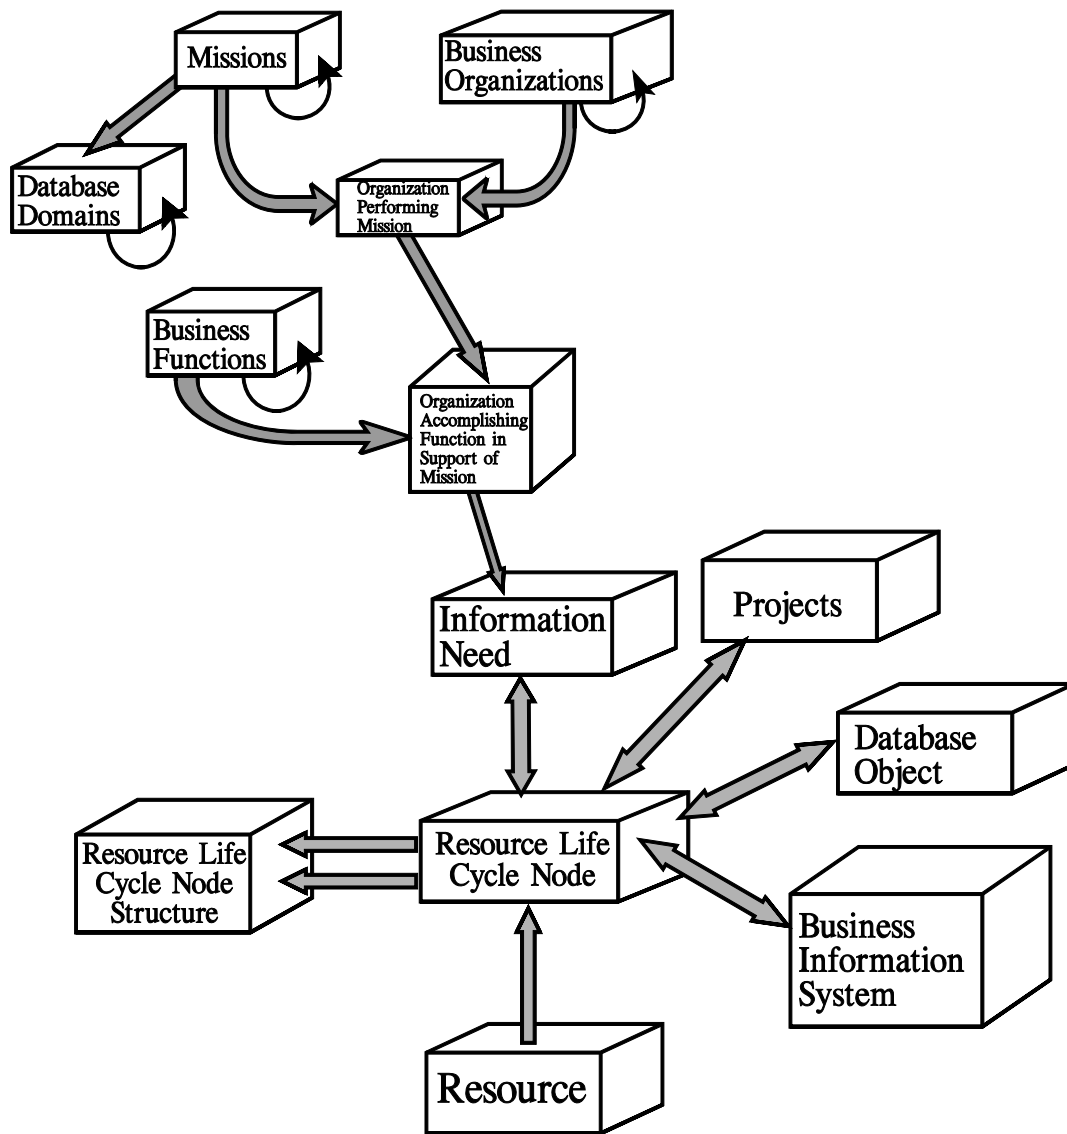 Missions
Business
Organizations
Database
Domains
Organization
Performing
Mission
Business
Functions
Organization
Accomplishing
Function in
Support of
Mission
Information
Need
Projects
Database
Object
Resource Life
Cycle Node
Structure
Resource Life
Cycle Node
Business
Information
System
Resource